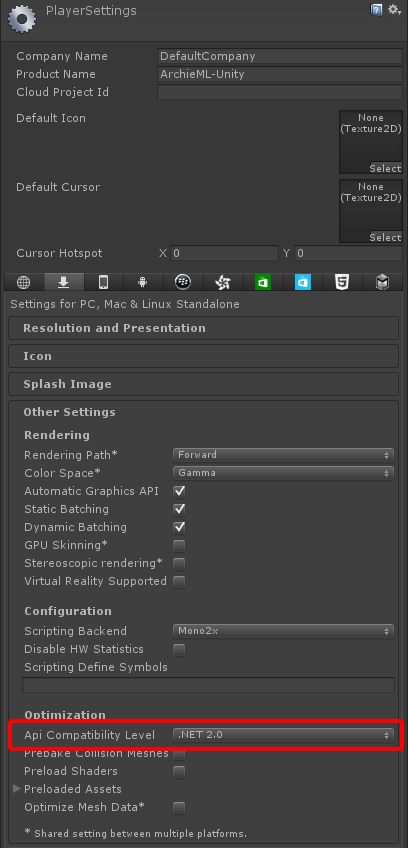 PlayerSettings
Company Name DefaultCompany
Product Name ArchieML-Unity
Cloud Project Id
Default Icon
None
(Texture2D)
Select
Default Cursor
None
(Texture2D)
Select
Cursor Hotspot X 0 Y 0
Settings for PC, Mac & Linux Standalone
Resolution and Presentation
Icon
Splash Image
Other Settings
Rendering
Rendering Path* Forward
Color Space* Gamma
Automatic Graphics API
Static Batching
Dynamic Batching
GPU Skinning*
Stereoscopic rendering*
Virtual Reality Supported
Configuration
Scripting Backend Mono2x
Disable HW Statistics
Scripting Define Symbols
Optimization
Api Compatibility Level .NET 2.0
Prebake Collision Meshes
Preload Shaders
Preloaded Assets
Optimize Mesh Data*
* Shared setting between multiple platforms.